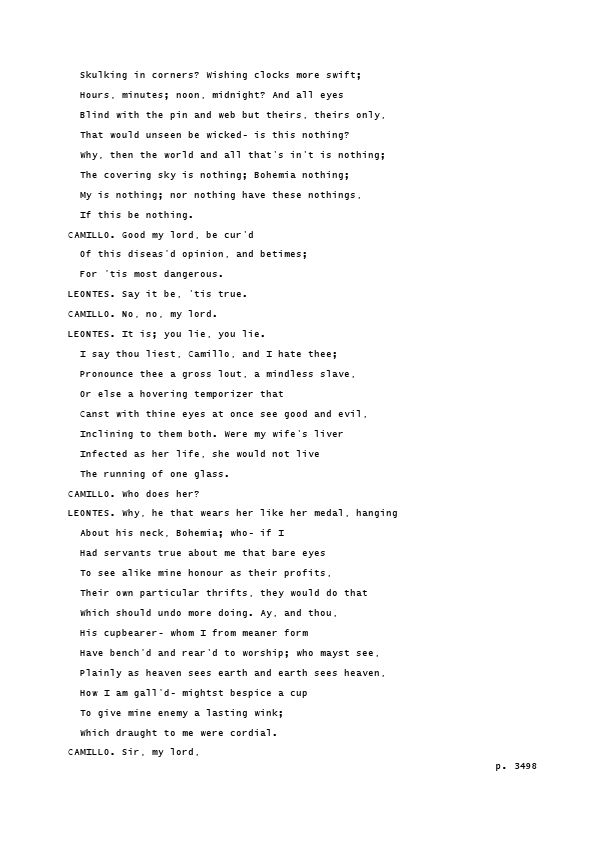 Skulking in corners? Wishing clocks more swift;
Hours, minutes; noon, midnight? And all eyes
Blind with the pin and web but theirs, theirs only,
That would unseen be wicked- is this nothing?
Why, then the world and all that's in't is nothing;
The covering sky is nothing; Bohemia nothing;
My is nothing; nor nothing have these nothings,
If this be nothing.
CAMILLO. Good my lord, be cur'd
Of this diseas'd opinion, and betimes;
For 'tis most dangerous.
LEONTES. Say it be, 'tis true.
CAMILLO. No, no, my lord.
LEONTES. It is; you lie, you lie.
I say thou liest, Camillo, and I hate thee;
Pronounce thee a gross lout, a mindless slave,
Or else a hovering temporizer that
Canst with thine eyes at once see good and evil,
Inclining to them both. Were my wife's liver
Infected as her life, she would not live
The running of one glass.
CAMILLO. Who does her?
LEONTES. Why, he that wears her like her medal, hanging
About his neck, Bohemia; who- if I
Had servants true about me that bare eyes
To see alike mine honour as their profits,
Their own particular thrifts, they would do that
Which should undo more doing. Ay, and thou,
His cupbearer- whom I from meaner form
Have bench'd and rear'd to worship; who mayst see,
Plainly as heaven sees earth and earth sees heaven,
How I am gall'd- mightst bespice a cup
To give mine enemy a lasting wink;
Which draught to me were cordial.
CAMILLO. Sir, my lord,
p. 3498